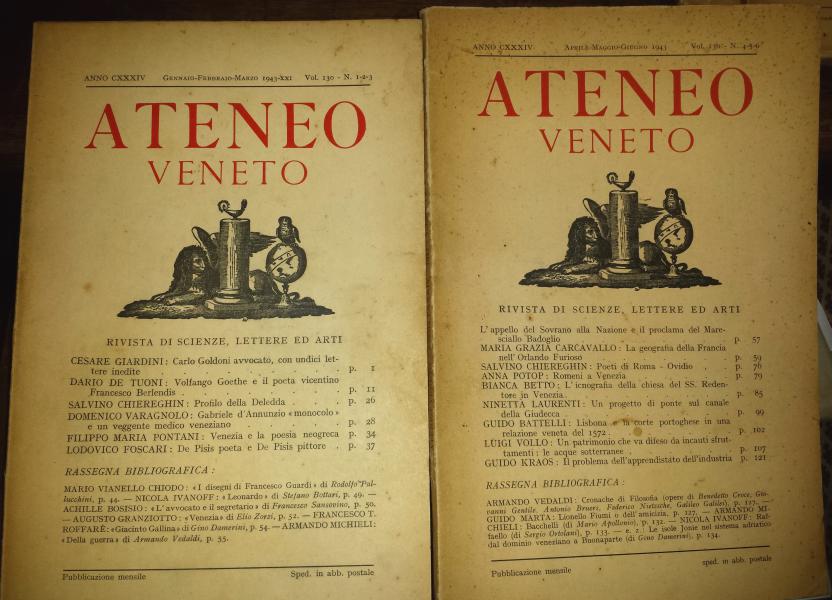 ANNO CXXXIV GENNAIO-FEBBRAIO-MARZO 1943-XXI Vol. 130 - N. 1-2-3
ATENEO
VENETO
RIVISTA DI SCIENZE, LETTERE ED ARTI
CESARE GIARDINI: Carlo Goldoni avvocato, con undici let-
tere inedite . . . . . . . . p. 1
DARIO DE TUONI: Volfango Goethe e il poeta vicentino
Francesco Berlendis . . . . . . . p. 11
SALVINO CHIEREGHIN: Profilo della Deledda . . . p. 26
DOMENICO VARAGNOLO: Gabriele d'Annunzio «monocolo»
e un veggente medico veneziano . . . . . p. 28
FILIPPO MARIA PONTANI: Venezia e la poesia neogreca p. 34
LODOVICO FOSCARI: De Pisis poeta e De Pisis pittore . p. 37
RASSEGNA BIBLIOGRAFICA:
MARIO VIANELLO CHIODO: «I disegni di Francesco Guardi» di Rodolfo Pal-
lucchini, p. 44. — NICOLA IVANOFF: «Leonardo» di Stefano Bottari, p. 49. —
ACHILLE BOSISIO: «L'avvocato e il segretario» di Francesco Sansovino, p. 50.
— AUGUSTO GRANZIOTTO: «Venezia» di Elio Zorzi, p. 52. — FRANCESCO T.
ROFFARÈ: «Giacinto Gallina» di Gino Damerini, p. 54. — ARMANDO MICHIELI:
«Della guerra» di Armando Vedaldi, p. 55.
Pubblicazione mensile Sped. in abb. postale
ANNO CXXXIV APRILE-MAGGIO-GIUGNO 1943 Vol. 130 - N. 4-5-6
ATENEO
VENETO
RIVISTA DI SCIENZE, LETTERE ED ARTI
L'appello del Sovrano alla Nazione e il proclama del Mare-
sciallo Badoglio p. 57
MARIA GRAZIA CARCAVALLO: La geografia della Francia
nell'Orlando Furioso . . . . . . p. 59
SALVINO CHIEREGHIN: Poeti di Roma - Ovidio . . p. 76
ANNA POTOP: Romeni a Venezia . . . . p. 79
BIANCA BETTO: L'icnografia della chiesa del SS. Reden-
tore in Venezia . . . . . . . p. 85
NINETTA LAURENTI: Un progetto di ponte sul canale
della Giudecca . . . . . . . p. 99
GUIDO BATTELLI: Lisbona e la corte portoghese in una
relazione veneta del 1572 . . . . . . p. 102
LUIGI VOLLO: Un patrimonio che va difeso da incauti sfrut-
tamenti: le acque sotterranee . . . . . p. 107
GUIDO KRAOS: Il problema dell'apprendistato dell'industria p. 121
RASSEGNA BIBLIOGRAFICA:
ARMANDO VEDALDI: Cronache di Filosofia (opere di Benedetto Croce, Gio-
vanni Gentile, Antonio Bruers, Federico Nietzsche, Galileo Galilei), p. 127. —
GUIDO MARTA: Lionello Fiumi o dell'amicizia, p. 127. — ARMANDO MI-
CHIELI: Bacchelli (di Mario Apollonio), p. 132. — NICOLA IVANOFF: Raf-
faello (di Sergio Ortolani), p. 133. — e. z.: Le isole Jonie nel sistema adriatico
dal dominio veneziano a Buonaparte (di Gino Damerini), p. 134.
Pubblicazione mensile sped. in abb. postale